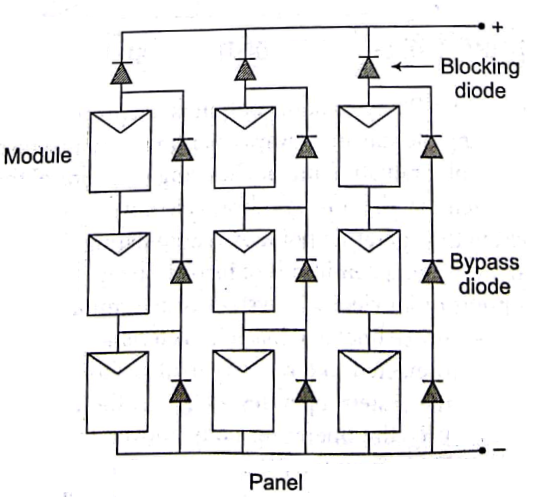 +
Blocking
diode
Module
Bypass
diode
−
Panel